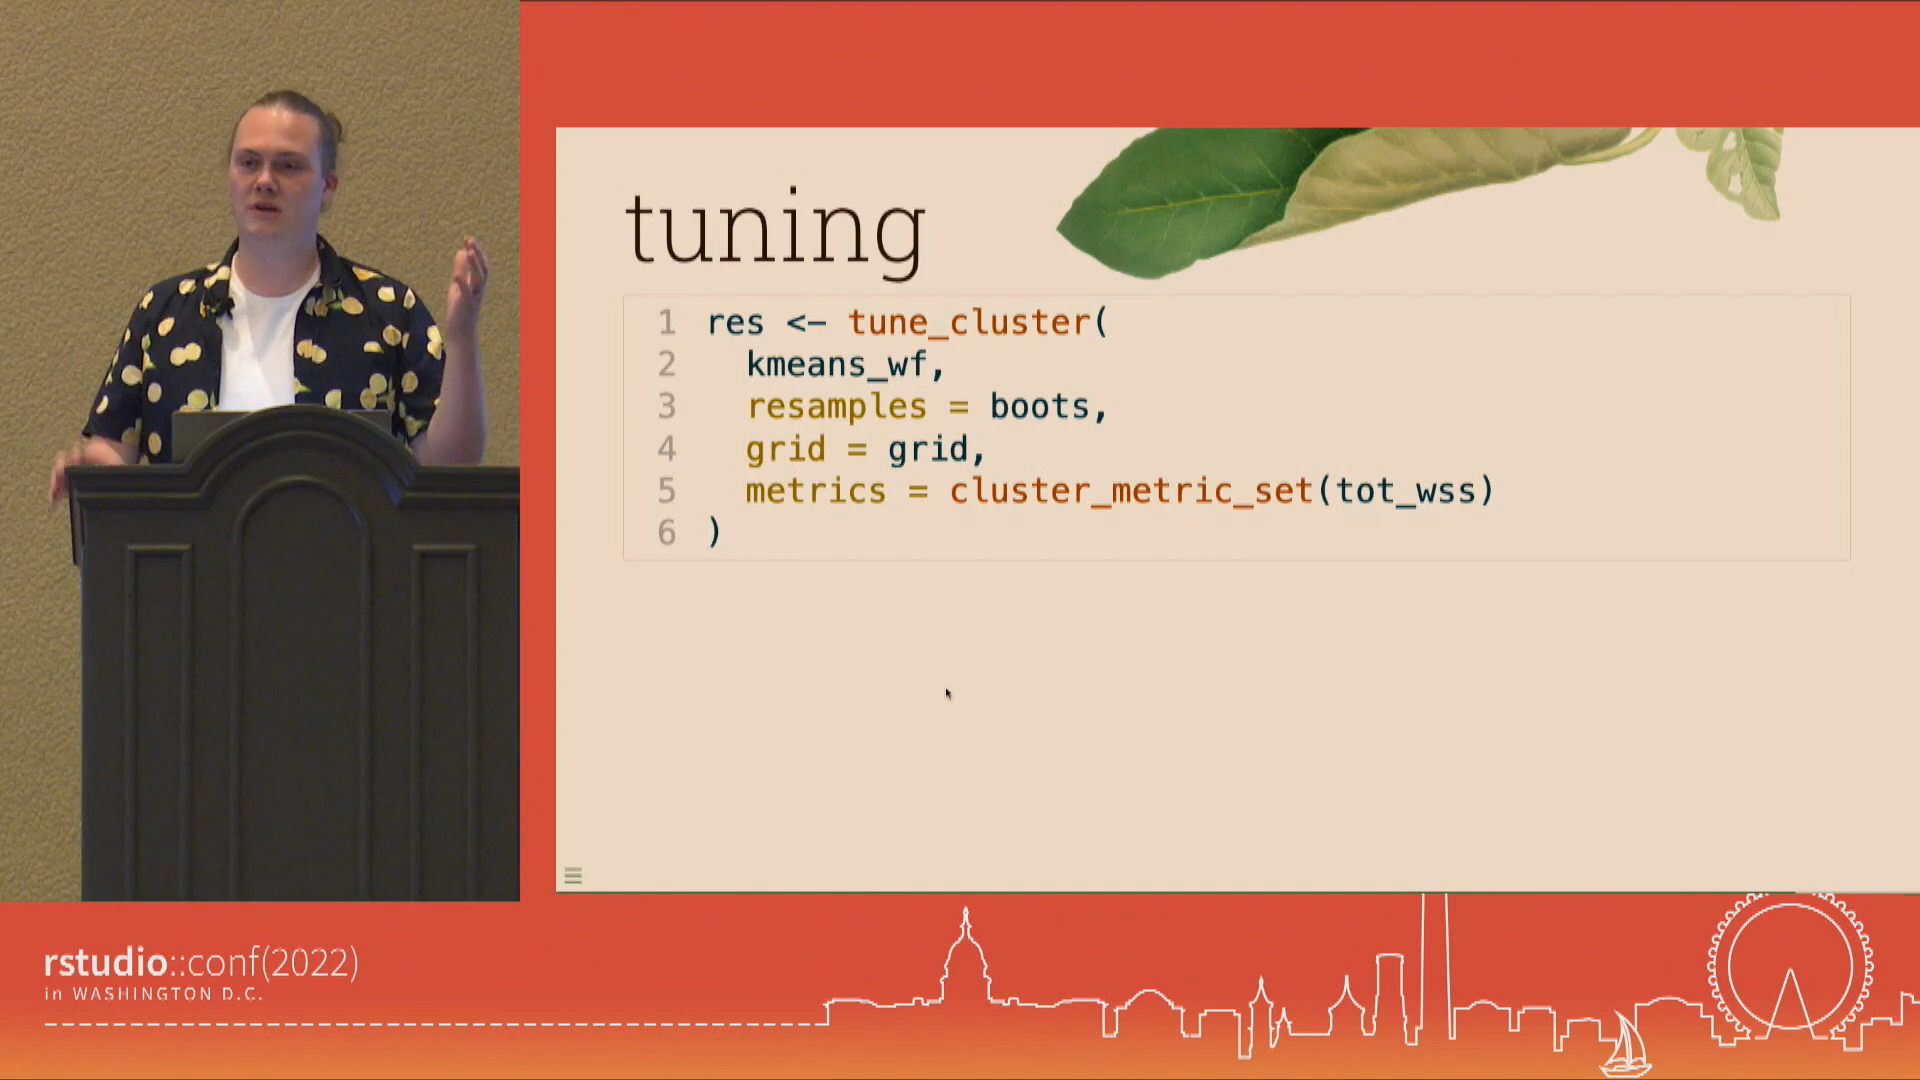 tuning
1 res <- tune_cluster(
2   kmeans_wf,
3   resamples = boots,
4   grid = grid,
5   metrics = cluster_metric_set(tot_wss)
6 )
rstudio::conf(2022)
in WASHINGTON D.C.